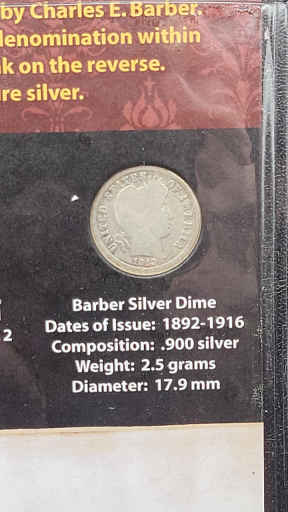 by Charles E. Barber.
denomination within
k on the reverse.
re silver.
UNITED STATES OF AMERICA
2
Barber Silver Dime
Dates of Issue: 1892-1916
Composition: .900 silver
Weight: 2.5 grams
Diameter: 17.9 mm